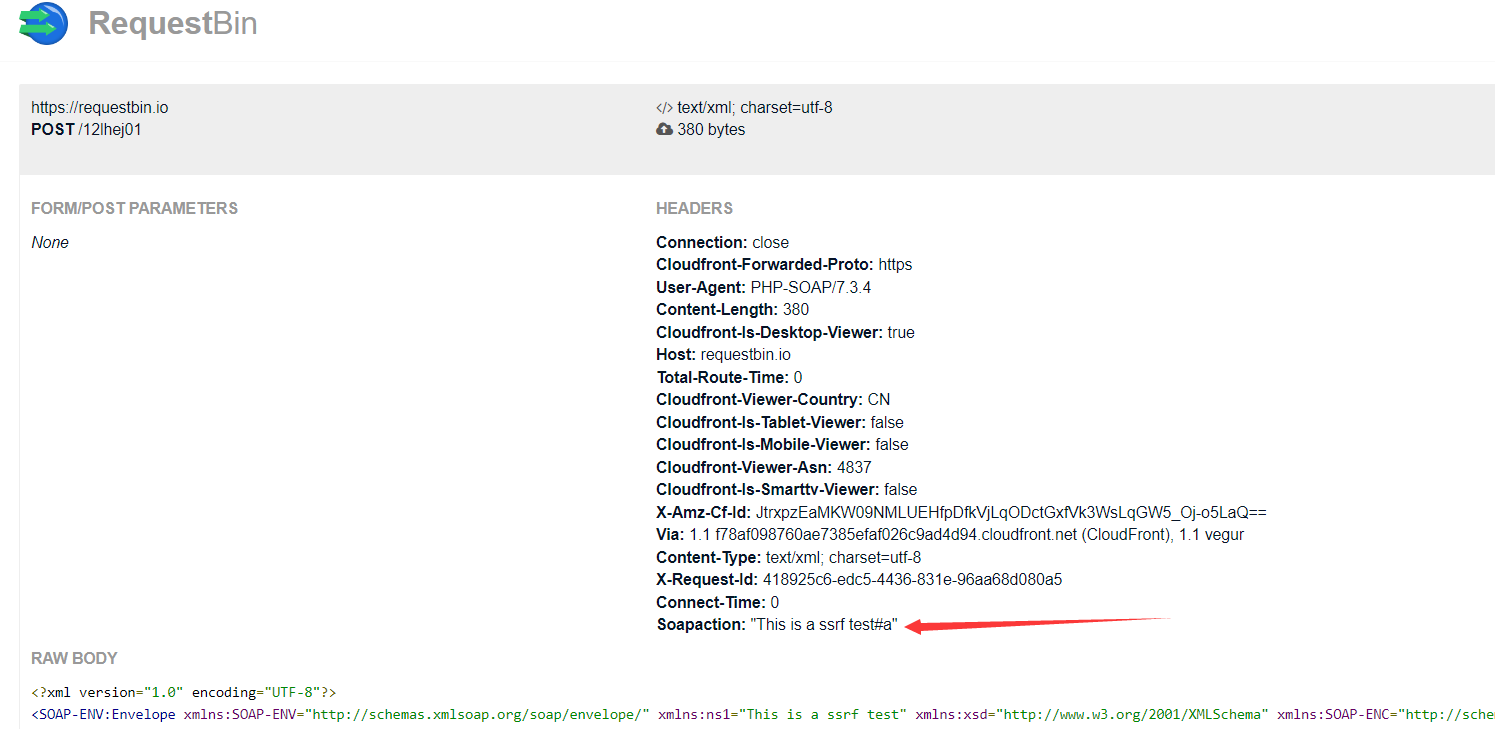 RequestBin
https://requestbin.io
POST /12lhej01
</> text/xml; charset=utf-8
380 bytes
FORM/POST PARAMETERS
None
HEADERS
Connection: close
Cloudfront-Forwarded-Proto: https
User-Agent: PHP-SOAP/7.3.4
Content-Length: 380
Cloudfront-Is-Desktop-Viewer: true
Host: requestbin.io
Total-Route-Time: 0
Cloudfront-Viewer-Country: CN
Cloudfront-Is-Tablet-Viewer: false
Cloudfront-Is-Mobile-Viewer: false
Cloudfront-Viewer-Asn: 4837
Cloudfront-Is-Smarttv-Viewer: false
X-Amz-Cf-Id: JtrxpzEaMKW09NMLUEHfpDfkVjLqODctGxfVk3WsLqGW5_Oj-o5LaQ==
Via: 1.1 f78af098760ae7385efaf026c9ad4d94.cloudfront.net (CloudFront), 1.1 vegur
Content-Type: text/xml; charset=utf-8
X-Request-Id: 418925c6-edc5-4436-831e-96aa68d080a5
Connect-Time: 0
Soapaction: "This is a ssrf test#a"
RAW BODY
<?xml version="1.0" encoding="UTF-8"?>
<SOAP-ENV:Envelope xmlns:SOAP-ENV="http://schemas.xmlsoap.org/soap/envelope/" xmlns:ns1="This is a ssrf test" xmlns:xsd="http://www.w3.org/2001/XMLSchema" xmlns:SOAP-ENC="http://sche